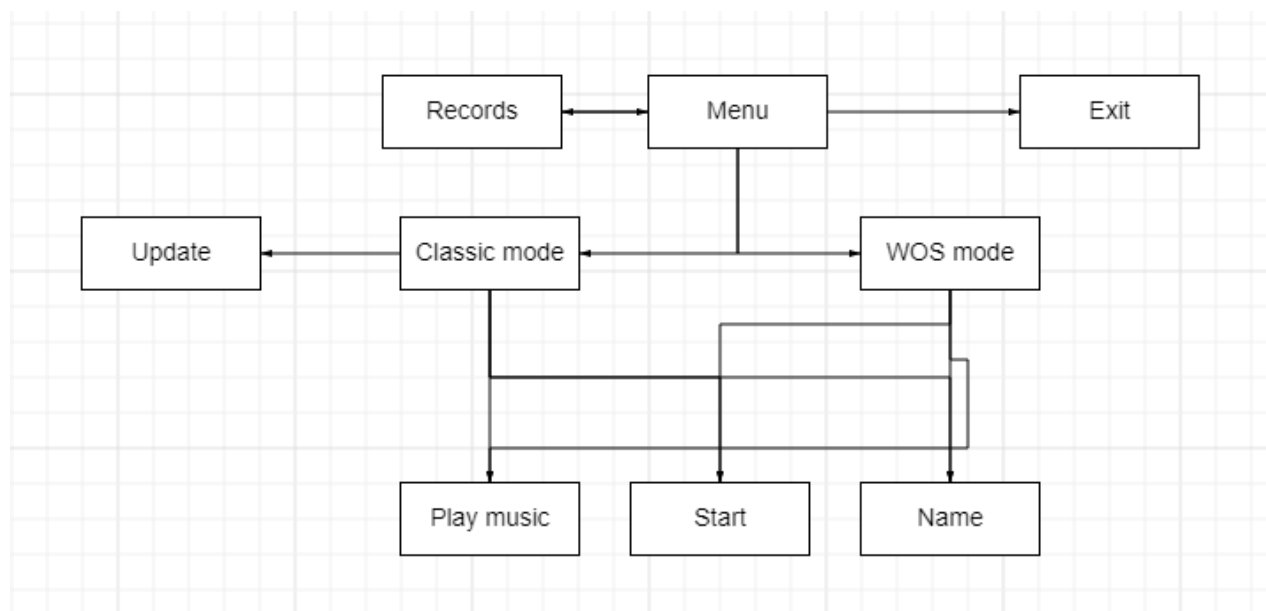 Records
Menu
Exit
Update
Classic mode
WOS mode
Play music
Start
Name